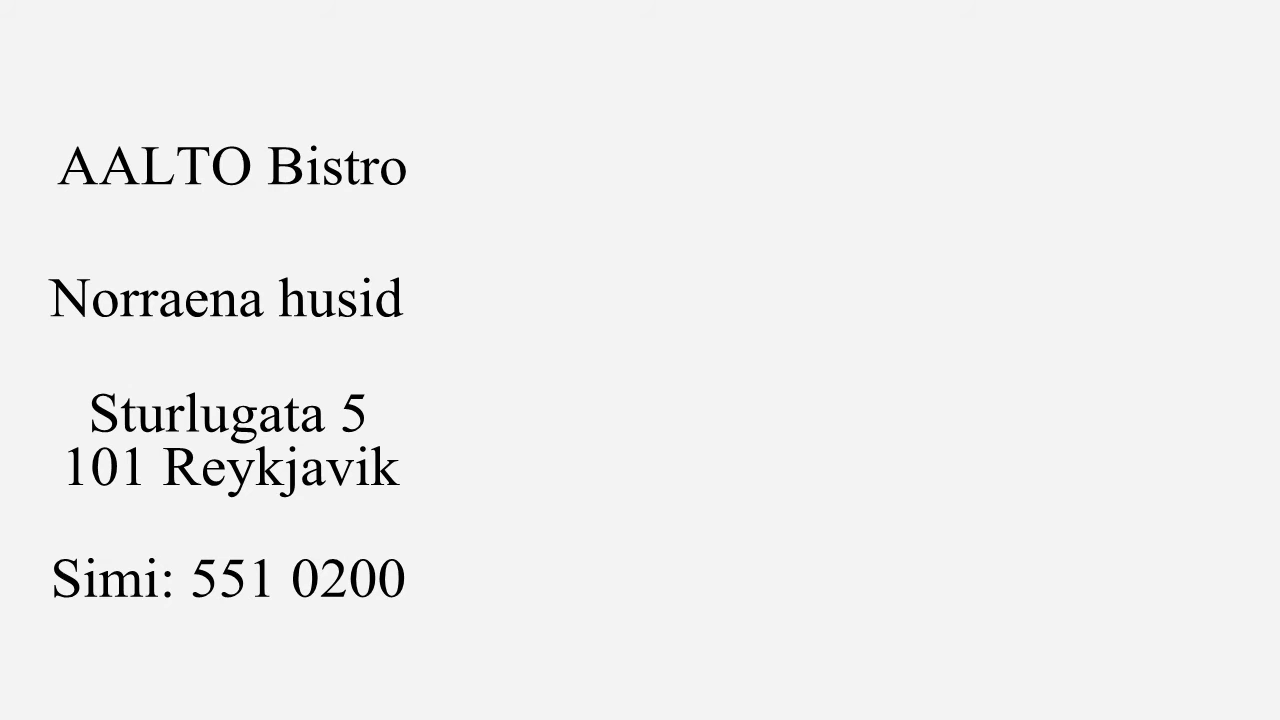 AALTO Bistro
Norraena husid
Sturlugata 5
101 Reykjavik
Simi: 551 0200